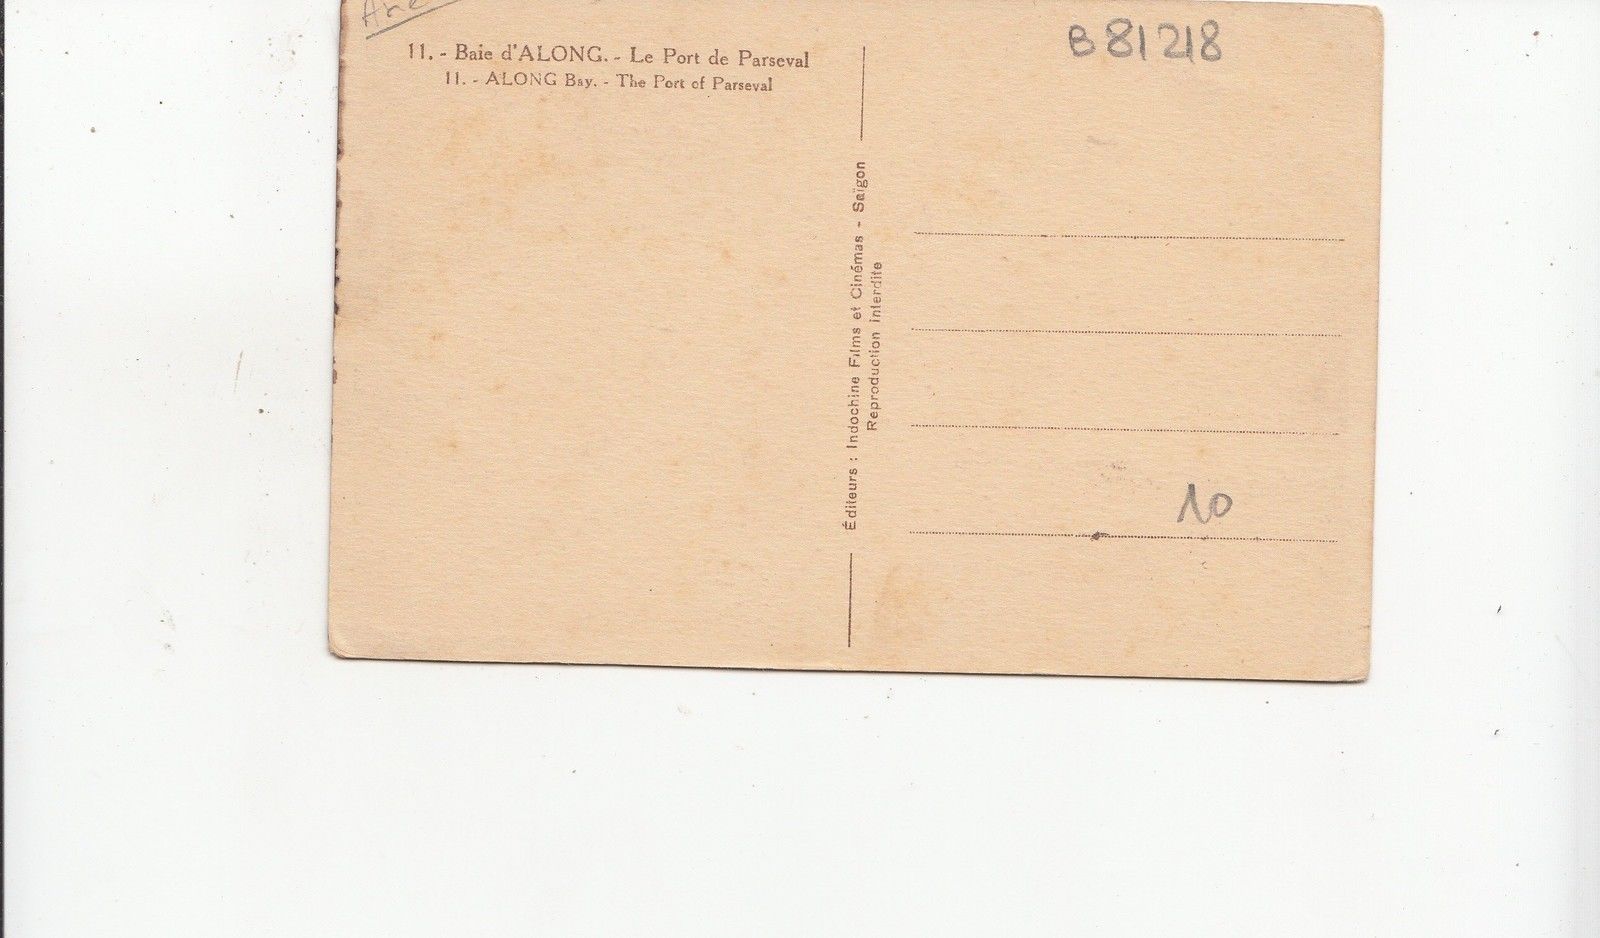 11. - Baie d'ALONG. - Le Port de Parseval
11. - ALONG Bay. - The Port of Parseval
B 81218
Éditeurs : Indochine Films et Cinémas - Saïgon
Reproduction interdite
10